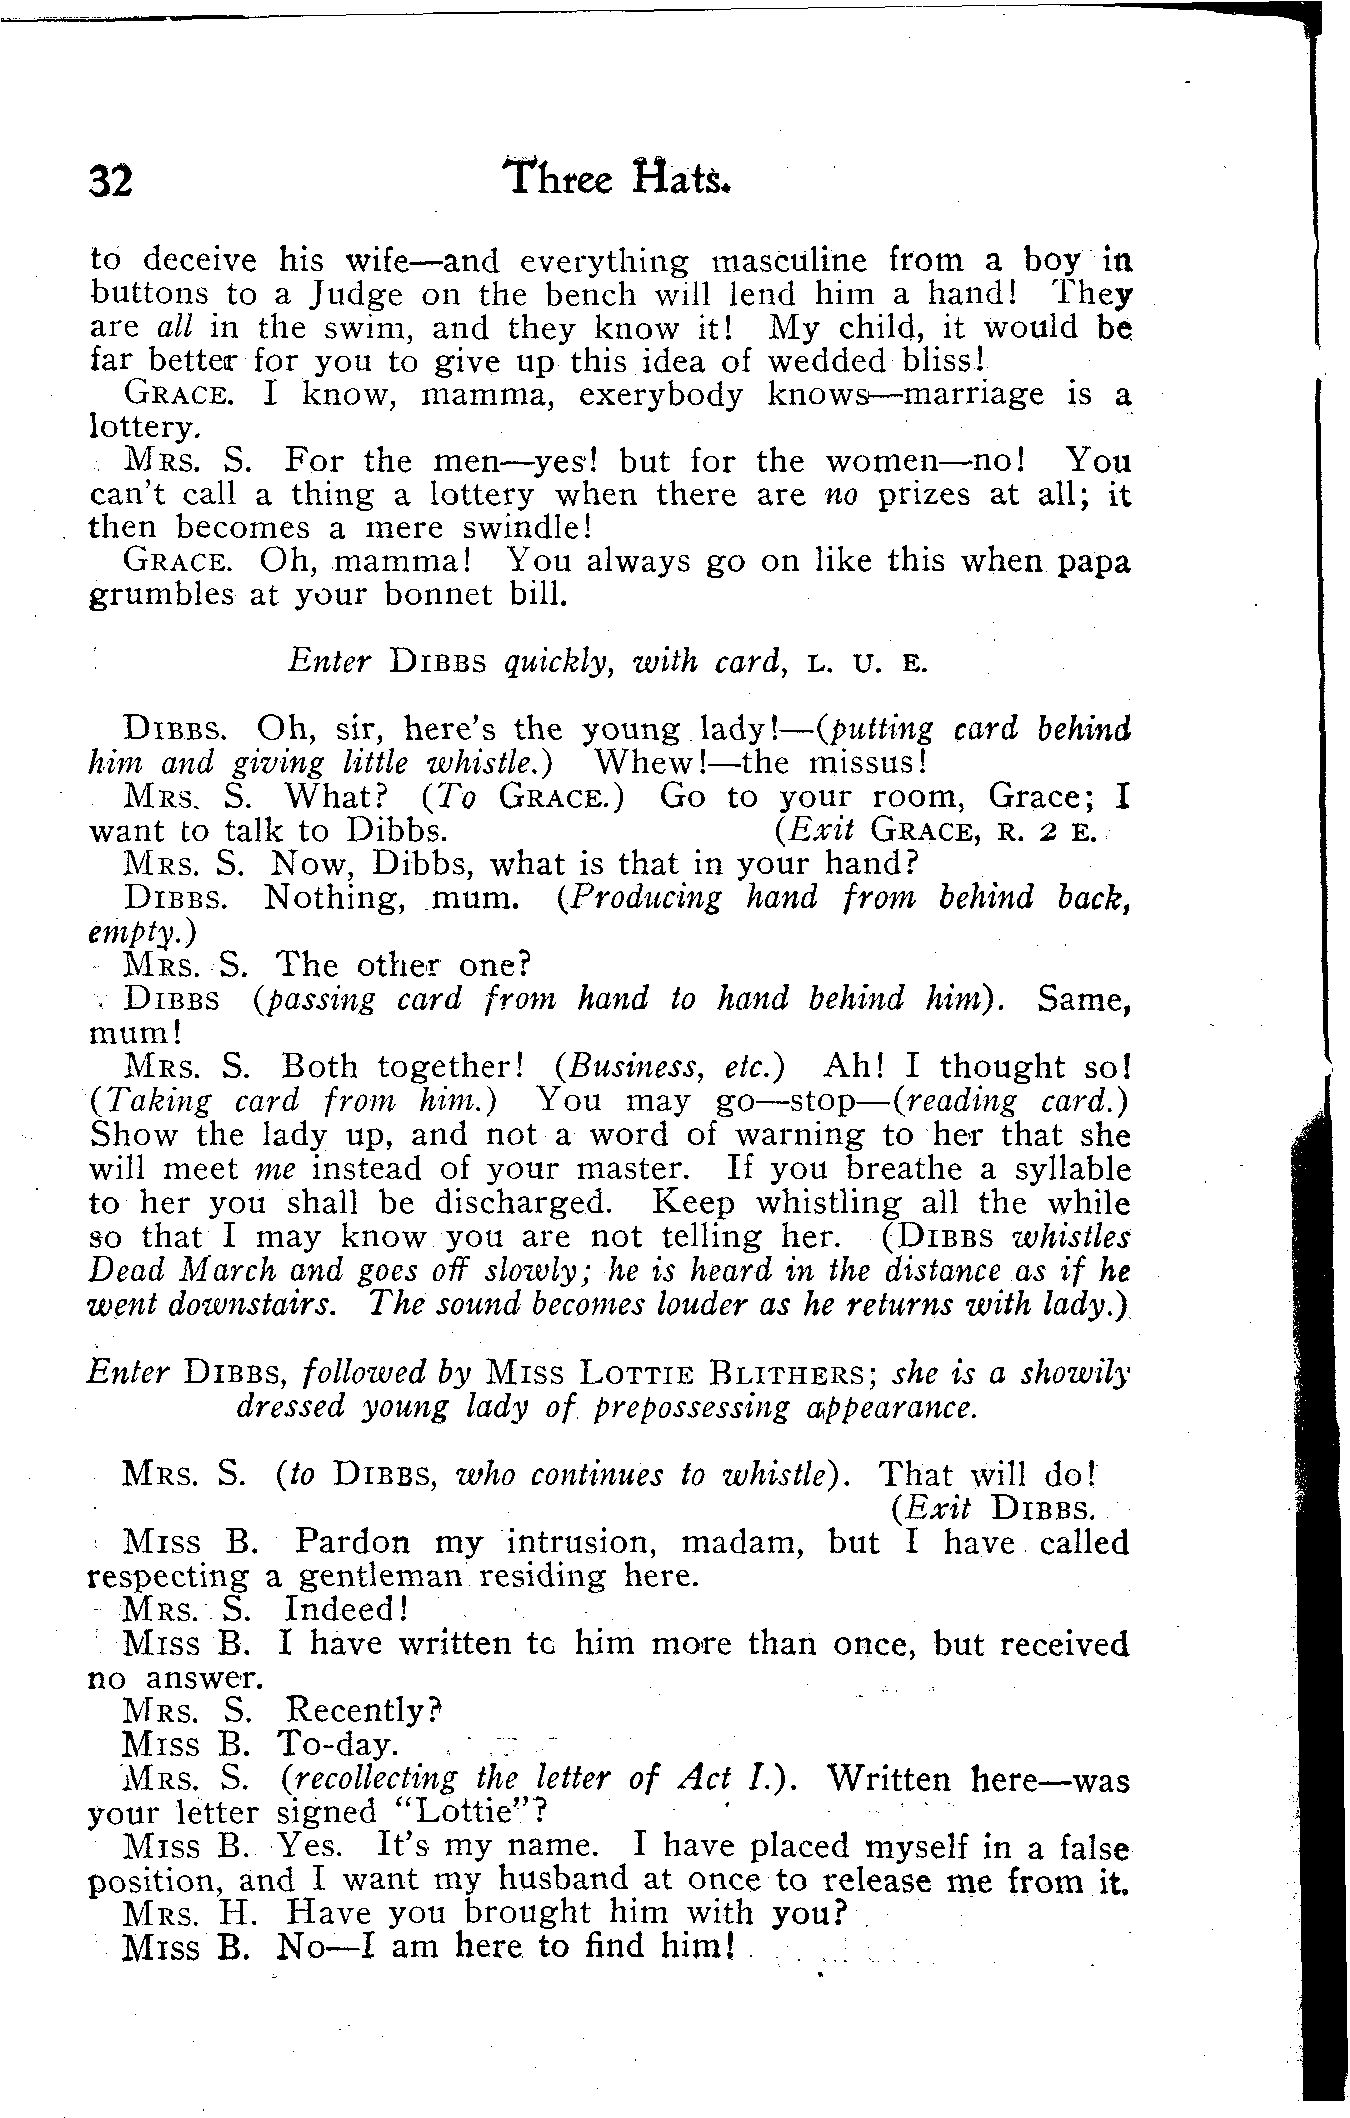 32 Three Hats.
to deceive his wife—and everything masculine from a boy in
buttons to a Judge on the bench will lend him a hand! They
are all in the swim, and they know it! My child, it would be
far better for you to give up this idea of wedded bliss!
GRACE. I know, mamma, exerybody knows—marriage is a
lottery.
MRS. S. For the men—yes! but for the women—no! You
can't call a thing a lottery when there are no prizes at all; it
then becomes a mere swindle!
GRACE. Oh, mamma! You always go on like this when papa
grumbles at your bonnet bill.
Enter DIBBS quickly, with card, L. U. E.
DIBBS. Oh, sir, here's the young lady!—(putting card behind
him and giving little whistle.) Whew!—the missus!
MRS. S. What? (To GRACE.) Go to your room, Grace; I
want to talk to Dibbs. (Exit GRACE, R. 2 E.
MRS. S. Now, Dibbs, what is that in your hand?
DIBBS. Nothing, mum. (Producing hand from behind back,
empty.)
MRS. S. The other one?
DIBBS (passing card from hand to hand behind him). Same,
mum!
MRS. S. Both together! (Business, etc.) Ah! I thought so!
(Taking card from him.) You may go—stop—(reading card.)
Show the lady up, and not a word of warning to her that she
will meet me instead of your master. If you breathe a syllable
to her you shall be discharged. Keep whistling all the while
so that I may know you are not telling her. (DIBBS whistles
Dead March and goes off slowly; he is heard in the distance as if he
went downstairs. The sound becomes louder as he returns with lady.)
Enter DIBBS, followed by MISS LOTTIE BLITHERS; she is a showily
dressed young lady of prepossessing appearance.
MRS. S. (to DIBBS, who continues to whistle). That will do!
(Exit DIBBS.
MISS B. Pardon my intrusion, madam, but I have called
respecting a gentleman residing here.
MRS. S. Indeed!
MISS B. I have written to him more than once, but received
no answer.
MRS. S. Recently?
MISS B. To-day.
MRS. S. (recollecting the letter of Act I.). Written here—was
your letter signed "Lottie"?
MISS B. Yes. It's my name. I have placed myself in a false
position, and I want my husband at once to release me from it.
MRS. H. Have you brought him with you?
MISS B. No—I am here to find him!